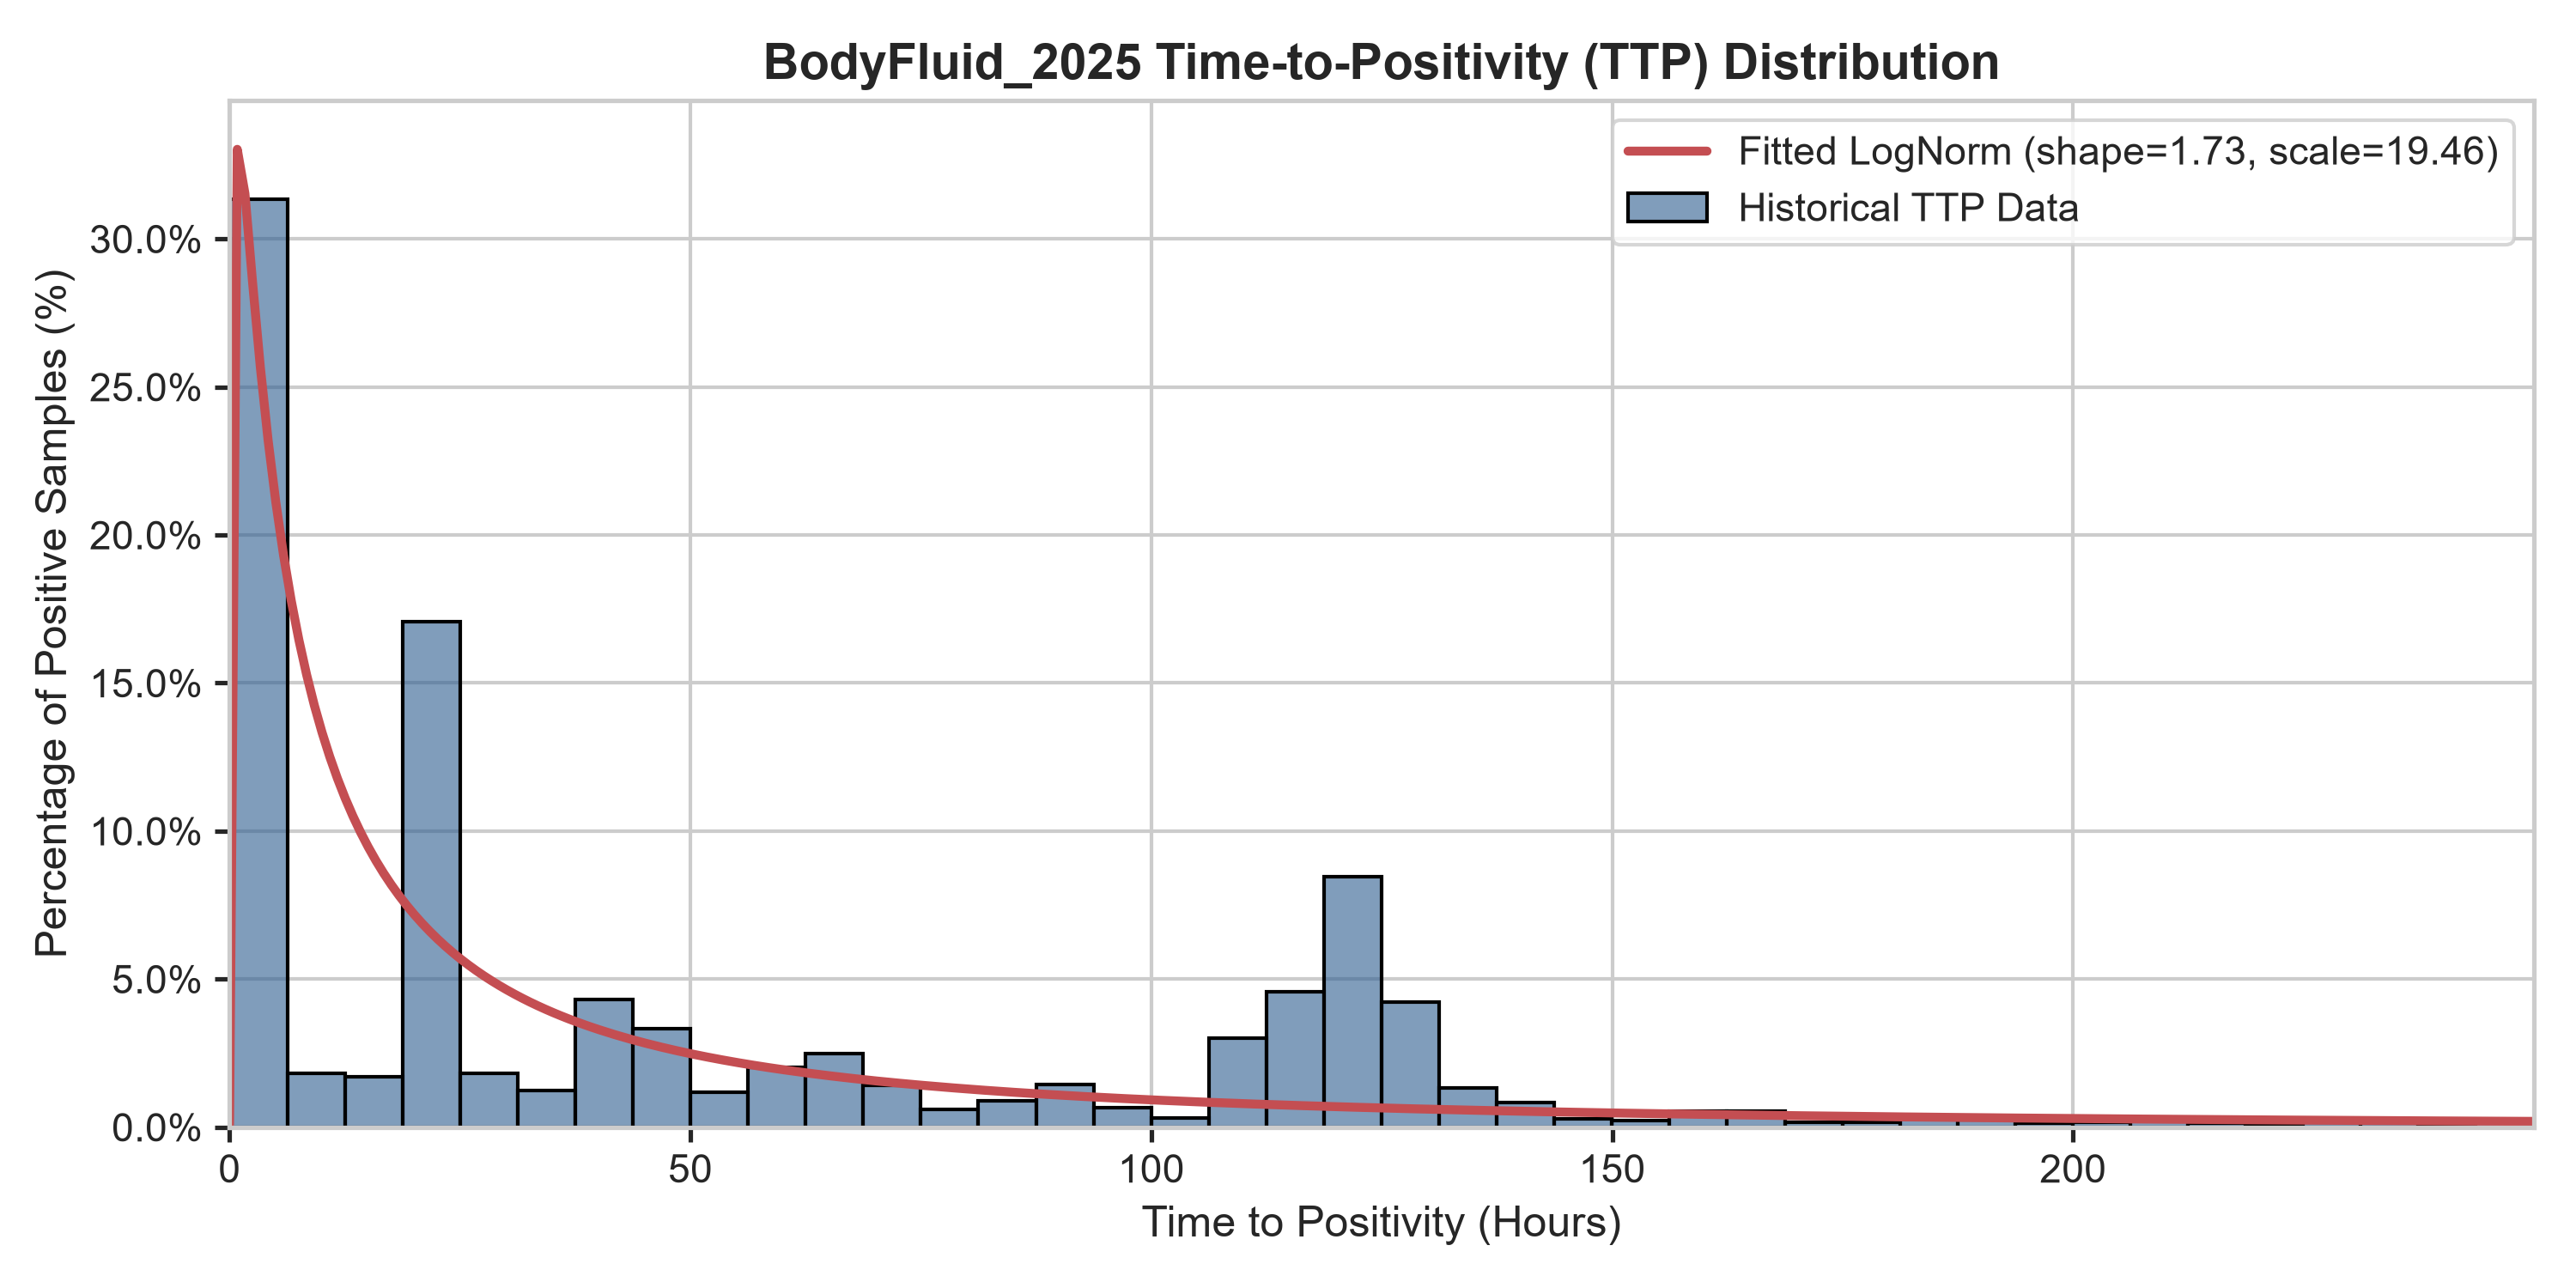 BodyFluid_2025 Time-to-Positivity (TTP) Distribution
Fitted LogNorm (shape=1.73, scale=19.46)
Historical TTP Data
Percentage of Positive Samples (%)
30.0%
25.0%
20.0%
15.0%
10.0%
5.0%
0.0%
0 50 100 150 200
Time to Positivity (Hours)